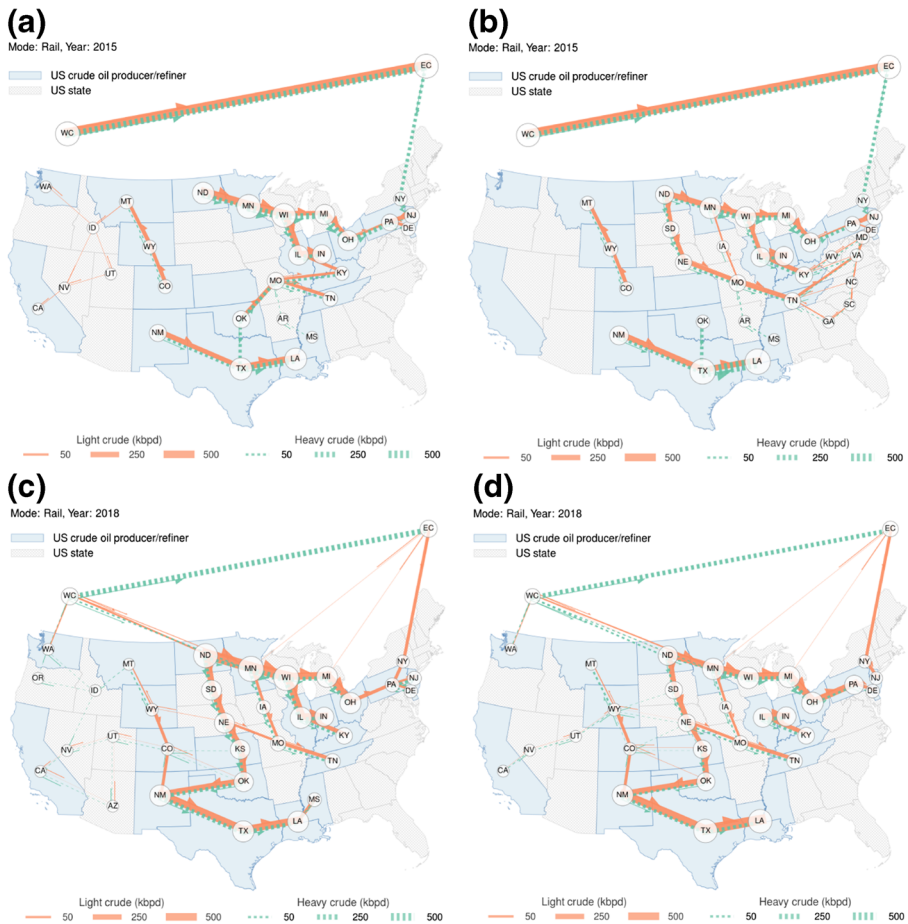 (a)
Mode: Rail, Year: 2015
US crude oil producer/refiner
US state
EC
WC
WA
MT
ND
MN
WI
MI
NY
NJ
PA
DE
OH
ID
WY
IL
IN
UT
CO
NV
MO
KY
TN
CA
OK
AR
MS
NM
TX
LA
Light crude (kbpd)
Heavy crude (kbpd)
50 250 500 50 250 500
(b)
Mode: Rail, Year: 2015
US crude oil producer/refiner
US state
EC
WC
MT
ND
MN
WI
MI
NY
NJ
PA
DE
MD
OH
SD
IA
WY
NE
IL
IN
WV
VA
KY
CO
MO
TN
NC
SC
GA
OK
AR
MS
NM
TX
LA
Light crude (kbpd)
Heavy crude (kbpd)
50 250 500 50 250 500
(c)
Mode: Rail, Year: 2018
US crude oil producer/refiner
US state
EC
WC
WA
OR
MT
ID
ND
MN
WI
MI
NY
NJ
PA
DE
OH
SD
WY
IA
NE
IL
IN
KY
NV
UT
CO
KS
MO
TN
CA
AZ
OK
NM
MS
TX
LA
Light crude (kbpd)
Heavy crude (kbpd)
50 250 500 50 250 500
(d)
Mode: Rail, Year: 2018
US crude oil producer/refiner
US state
EC
WC
WA
MT
ND
MN
WI
MI
NY
NJ
PA
DE
OH
SD
WY
IA
NE
IL
IN
KY
NV
UT
CO
KS
MO
TN
CA
OK
NM
TX
LA
Light crude (kbpd)
Heavy crude (kbpd)
50 250 500 50 250 500